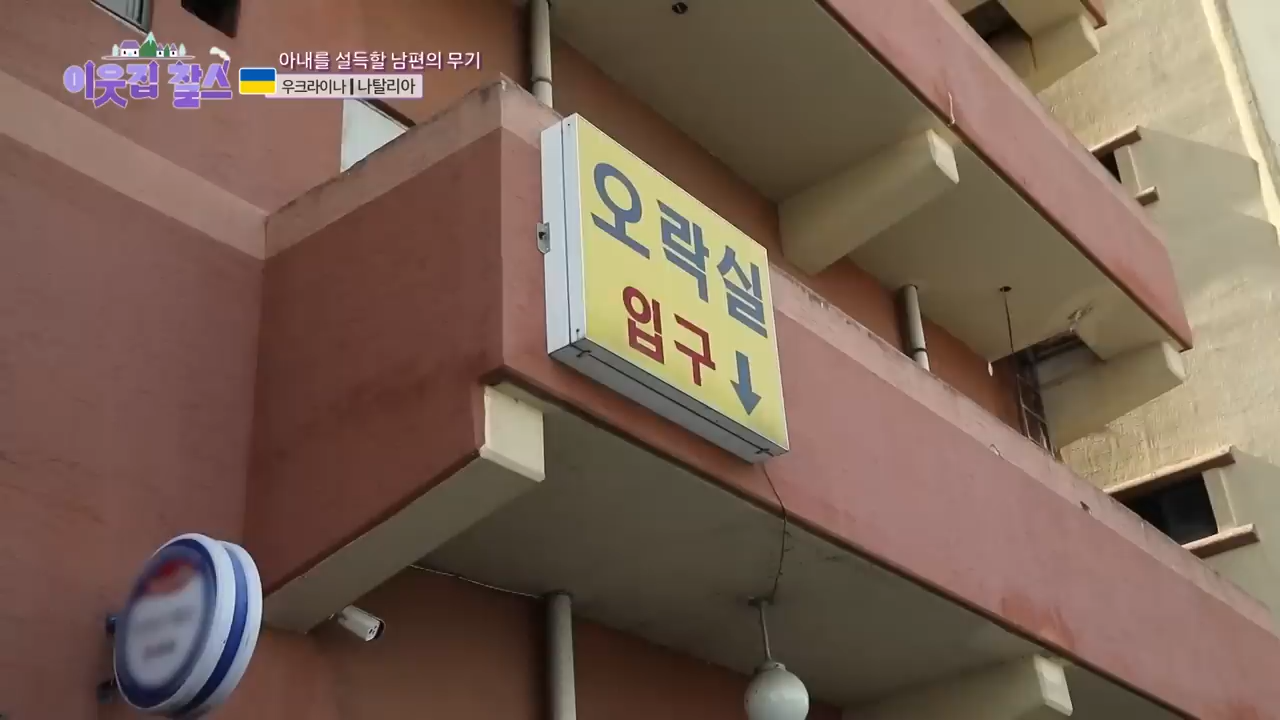 이웃집 찰스
아내를 설득할 남편의 무기
우크라이나 | 나탈리아
오락실
입구 ↓